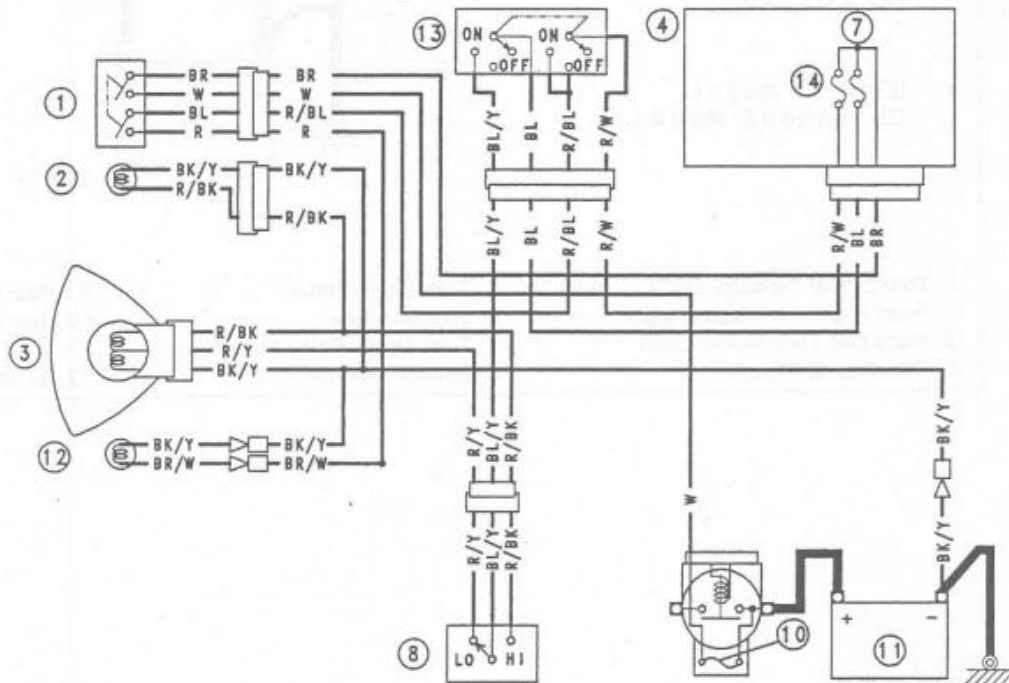 13
ON
ON
OFF
OFF
4
7
14
1
BR
BR
W
W
BL
R/BL
R
R
BL/Y
BL
R/BL
R/W
2
BK/Y
BK/Y
R/BK
R/BK
BL/Y
BL
R/BL
R/W
R/W
BL
BR
3
R/BK
R/Y
BK/Y
12
BK/Y
BK/Y
BR/W
BR/W
R/Y
BL/Y
R/BK
BK/Y
W
R/Y
BL/Y
R/BK
BK/Y
8
LO
HI
10
+
-
11